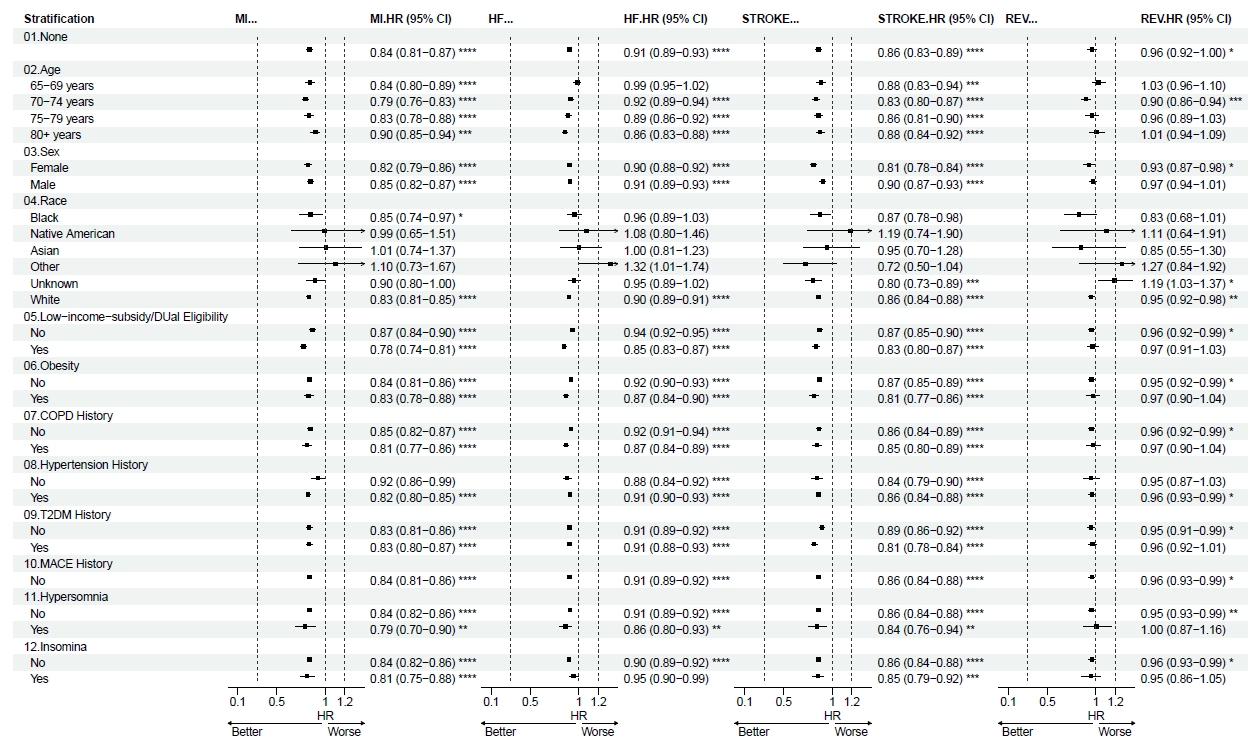 Stratification MI... MI.HR (95% CI) HF... HF.HR (95% CI) STROKE... STROKE.HR (95% CI) REV... REV.HR (95% CI)
01.None
0.84 (0.81−0.87) **** 0.91 (0.89−0.93) **** 0.86 (0.83−0.89) **** 0.96 (0.92−1.00) *
02.Age
65−69 years 0.84 (0.80−0.89) **** 0.99 (0.95−1.02) 0.88 (0.83−0.94) *** 1.03 (0.96−1.10)
70−74 years 0.79 (0.76−0.83) **** 0.92 (0.89−0.94) **** 0.83 (0.80−0.87) **** 0.90 (0.86−0.94) ***
75−79 years 0.83 (0.78−0.88) **** 0.89 (0.86−0.92) **** 0.86 (0.81−0.90) **** 0.96 (0.89−1.03)
80+ years 0.90 (0.85−0.94) *** 0.86 (0.83−0.88) **** 0.88 (0.84−0.92) **** 1.01 (0.94−1.09)
03.Sex
Female 0.82 (0.79−0.86) **** 0.90 (0.88−0.92) **** 0.81 (0.78−0.84) **** 0.93 (0.87−0.98) *
Male 0.85 (0.82−0.87) **** 0.91 (0.89−0.93) **** 0.90 (0.87−0.93) **** 0.97 (0.94−1.01)
04.Race
Black 0.85 (0.74−0.97) * 0.96 (0.89−1.03) 0.87 (0.78−0.98) 0.83 (0.68−1.01)
Native American 0.99 (0.65−1.51) 1.08 (0.80−1.46) 1.19 (0.74−1.90) 1.11 (0.64−1.91)
Asian 1.01 (0.74−1.37) 1.00 (0.81−1.23) 0.95 (0.70−1.28) 0.85 (0.55−1.30)
Other 1.10 (0.73−1.67) 1.32 (1.01−1.74) 0.72 (0.50−1.04) 1.27 (0.84−1.92)
Unknown 0.90 (0.80−1.00) 0.95 (0.89−1.02) 0.80 (0.73−0.89) *** 1.19 (1.03−1.37) *
White 0.83 (0.81−0.85) **** 0.90 (0.89−0.91) **** 0.86 (0.84−0.88) **** 0.95 (0.92−0.98) **
05.Low−income−subsidy/DUal Eligibility
No 0.87 (0.84−0.90) **** 0.94 (0.92−0.95) **** 0.87 (0.85−0.90) **** 0.96 (0.92−0.99) *
Yes 0.78 (0.74−0.81) **** 0.85 (0.83−0.87) **** 0.83 (0.80−0.87) **** 0.97 (0.91−1.03)
06.Obesity
No 0.84 (0.81−0.86) **** 0.92 (0.90−0.93) **** 0.87 (0.85−0.89) **** 0.95 (0.92−0.99) *
Yes 0.83 (0.78−0.88) **** 0.87 (0.84−0.90) **** 0.81 (0.77−0.86) **** 0.97 (0.90−1.04)
07.COPD History
No 0.85 (0.82−0.87) **** 0.92 (0.91−0.94) **** 0.86 (0.84−0.89) **** 0.96 (0.92−0.99) *
Yes 0.81 (0.77−0.86) **** 0.87 (0.84−0.89) **** 0.85 (0.80−0.89) **** 0.97 (0.90−1.04)
08.Hypertension History
No 0.92 (0.86−0.99) 0.88 (0.84−0.92) **** 0.84 (0.79−0.90) **** 0.95 (0.87−1.03)
Yes 0.82 (0.80−0.85) **** 0.91 (0.90−0.93) **** 0.86 (0.84−0.88) **** 0.96 (0.93−0.99) *
09.T2DM History
No 0.83 (0.81−0.86) **** 0.91 (0.89−0.92) **** 0.89 (0.86−0.92) **** 0.95 (0.91−0.99) *
Yes 0.83 (0.80−0.87) **** 0.91 (0.88−0.93) **** 0.81 (0.78−0.84) **** 0.96 (0.92−1.01)
10.MACE History
No 0.84 (0.81−0.86) **** 0.91 (0.89−0.92) **** 0.86 (0.84−0.88) **** 0.96 (0.93−0.99) *
11.Hypersomnia
No 0.84 (0.82−0.86) **** 0.91 (0.89−0.92) **** 0.86 (0.84−0.88) **** 0.95 (0.93−0.99) **
Yes 0.79 (0.70−0.90) ** 0.86 (0.80−0.93) ** 0.84 (0.76−0.94) ** 1.00 (0.87−1.16)
12.Insomina
No 0.84 (0.82−0.86) **** 0.90 (0.89−0.92) **** 0.86 (0.84−0.88) **** 0.96 (0.93−0.99) *
Yes 0.81 (0.75−0.88) **** 0.95 (0.90−0.99) 0.85 (0.79−0.92) *** 0.95 (0.86−1.05)
0.1 0.5 1 1.2 0.1 0.5 1 1.2 0.1 0.5 1 1.2 0.1 0.5 1 1.2
HR HR HR HR
Better Worse Better Worse Better Worse Better Worse